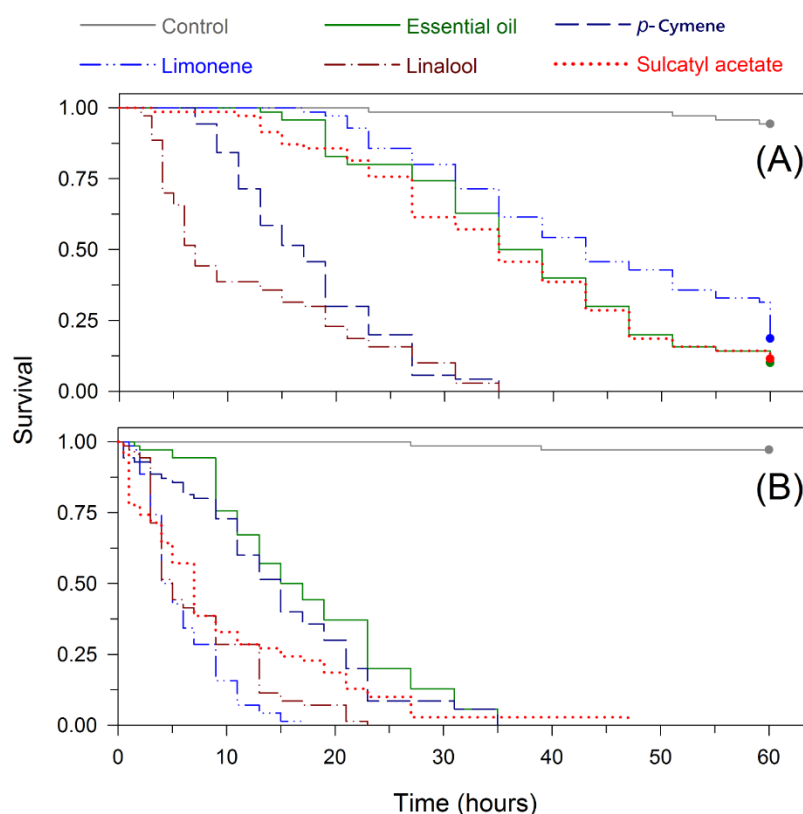 Control Essential oil p-Cymene
Limonene Linalool Sulcatyl acetate
1.00
(A)
0.75
0.50
0.25
0.00
Survival
1.00
(B)
0.75
0.50
0.25
0.00
0 10 20 30 40 50 60
Time (hours)